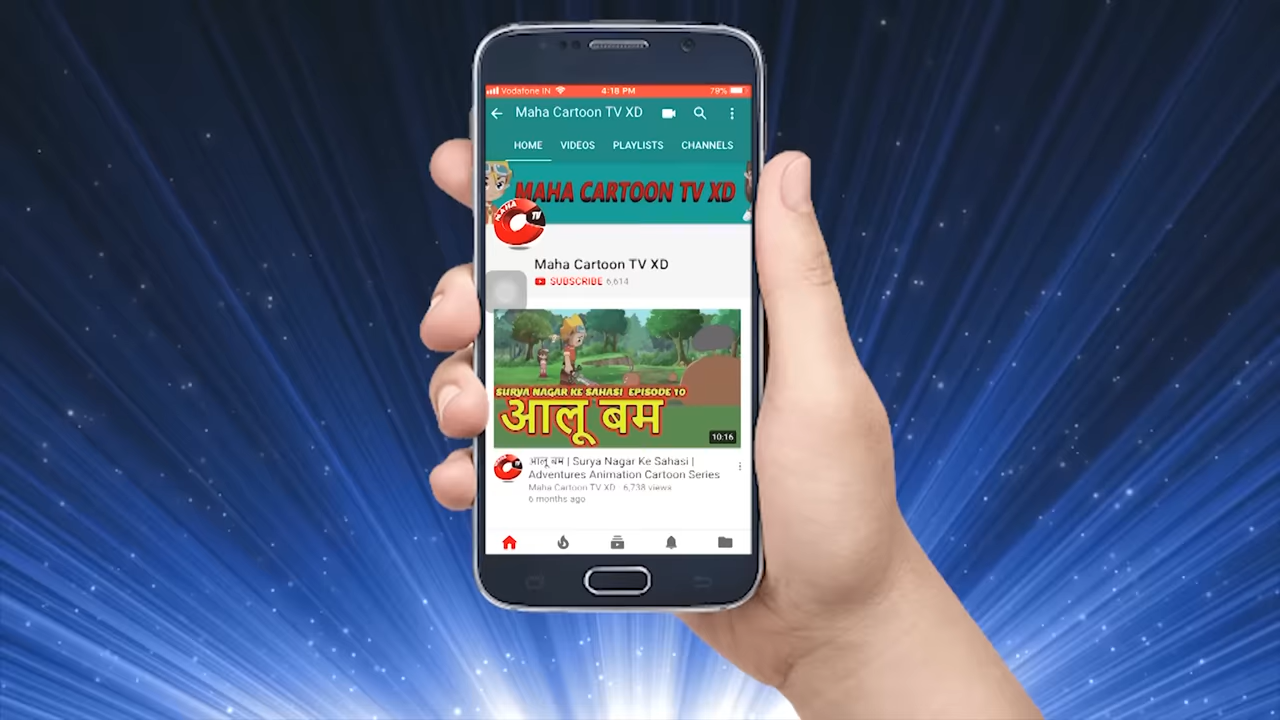 Vodafone IN 4:18 PM 79%
Maha Cartoon TV XD
HOME VIDEOS PLAYLISTS CHANNELS
MAHA CARTOON TV XD
MAHA TV
Maha Cartoon TV XD
SUBSCRIBE 6,614
SURYA NAGAR KE SAHASI EPISODE 10
आलू बम
10:16
आलू बम | Surya Nagar Ke Sahasi |
Adventures Animation Cartoon Series
Maha Cartoon TV XD · 6,738 views
6 months ago